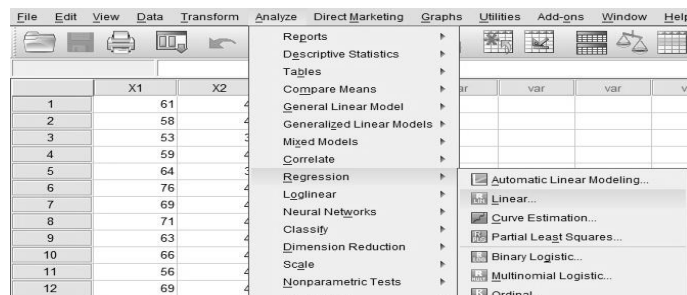 File Edit View Data Transform Analyze Direct Marketing Graphs Utilities Add-ons Window Help
Reports
Descriptive Statistics
Tables
X1 X2 Compare Means var var
1 61 General Linear Model
2 58 Generalized Linear Models
3 53 Mixed Models
4 59 Correlate
5 64 Regression Automatic Linear Modeling...
6 76 Loglinear Linear...
7 69 Neural Networks Curve Estimation...
8 71 Classify Partial Least Squares...
9 63 Dimension Reduction Binary Logistic...
10 66 Scale Multinomial Logistic...
11 56 Nonparametric Tests Ordinal
12 69